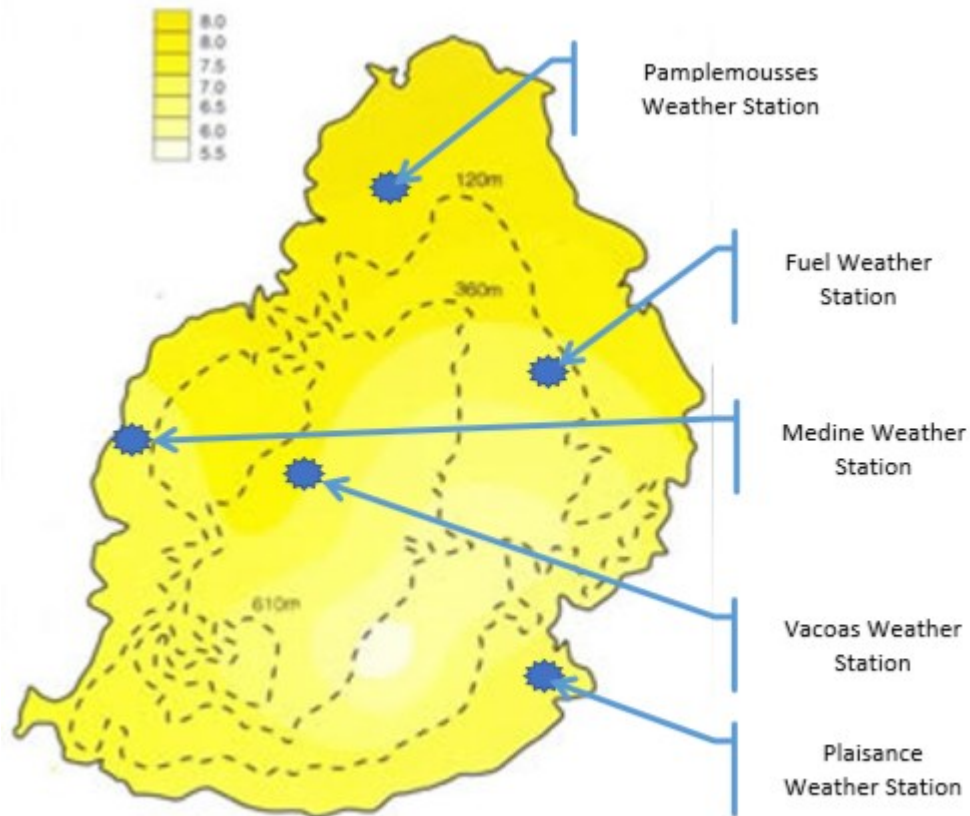 8.0
8.0
7.5
7.0
6.5
6.0
5.5
Pamplemousses
Weather Station
120m
Fuel Weather
Station
360m
Medine Weather
Station
610m
Vacoas Weather
Station
Plaisance
Weather Station